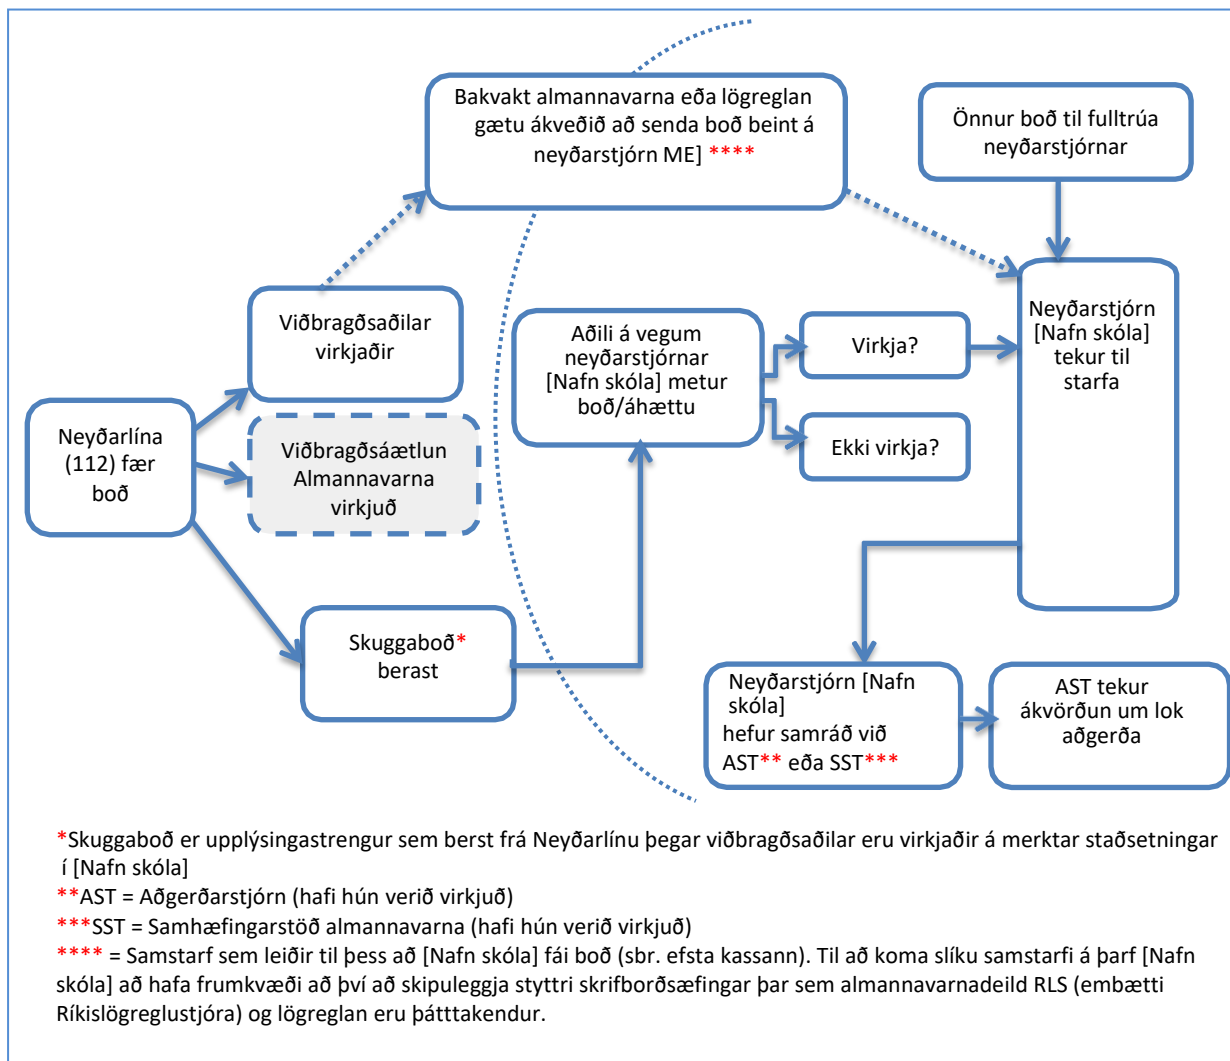 Bakvakt almannavarna eða lögreglan
gætu ákveðið að senda boð beint á
neyðarstjórn ME] ****
Önnur boð til fulltrúa
neyðarstjórnar
Viðbragðsaðilar
virkjaðir
Aðili á vegum
neyðarstjórnar
[Nafn skóla] metur
boð/áhættu
Virkja?
Neyðarstjórn
[Nafn skóla]
tekur til
starfa
Neyðarlína
(112) fær
boð
Viðbragðsáætlun
Almannavarna
virkjuð
Ekki virkja?
Skuggaboð*
berast
Neyðarstjórn [Nafn
skóla]
hefur samráð við
AST** eða SST***
AST tekur
ákvörðun um lok
aðgerða
*Skuggaboð er upplýsingastrengur sem berst frá Neyðarlínu þegar viðbragðsaðilar eru virkjaðir á merktar staðsetningar
í [Nafn skóla]
**AST = Aðgerðarstjórn (hafi hún verið virkjuð)
***SST = Samhæfingarstöð almannavarna (hafi hún verið virkjuð)
**** = Samstarf sem leiðir til þess að [Nafn skóla] fái boð (sbr. efsta kassann). Til að koma slíku samstarfi á þarf [Nafn
skóla] að hafa frumkvæði að því að skipuleggja styttri skrifborðsæfingar þar sem almannavarnadeild RLS (embætti
Ríkislögreglustjóra) og lögreglan eru þátttakendur.